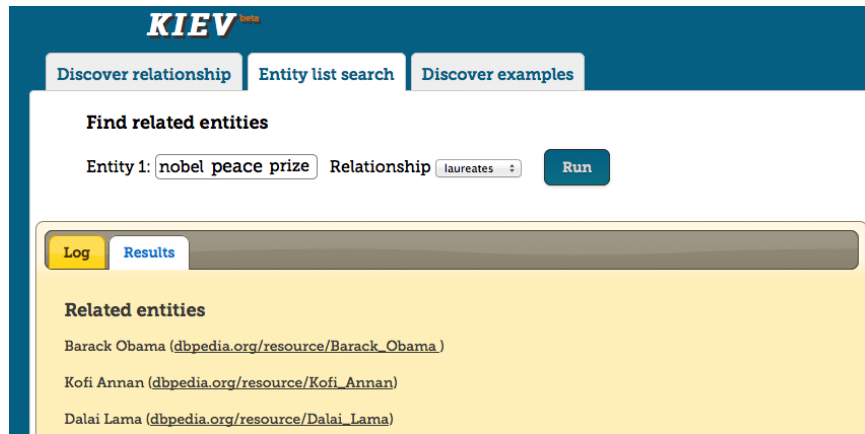 KIEV beta
Discover relationship Entity list search Discover examples
Find related entities
Entity 1: nobel peace prize Relationship laureates Run
Log Results
Related entities
Barack Obama (dbpedia.org/resource/Barack_Obama )
Kofi Annan (dbpedia.org/resource/Kofi_Annan)
Dalai Lama (dbpedia.org/resource/Dalai_Lama)